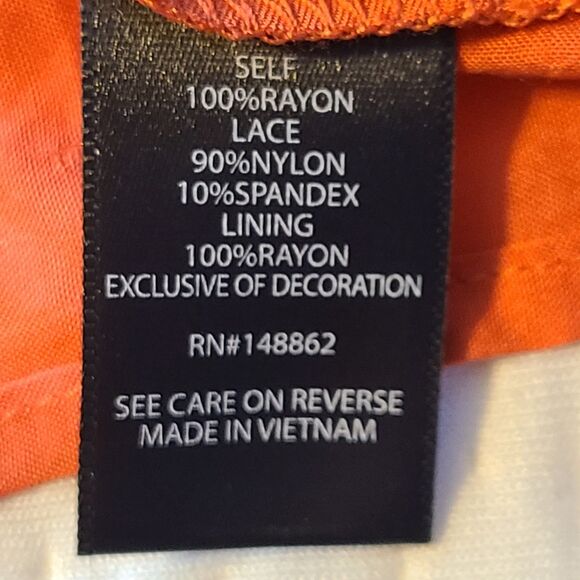 SELF
100%RAYON
LACE
90%NYLON
10%SPANDEX
LINING
100%RAYON
EXCLUSIVE OF DECORATION
RN#148862
SEE CARE ON REVERSE
MADE IN VIETNAM